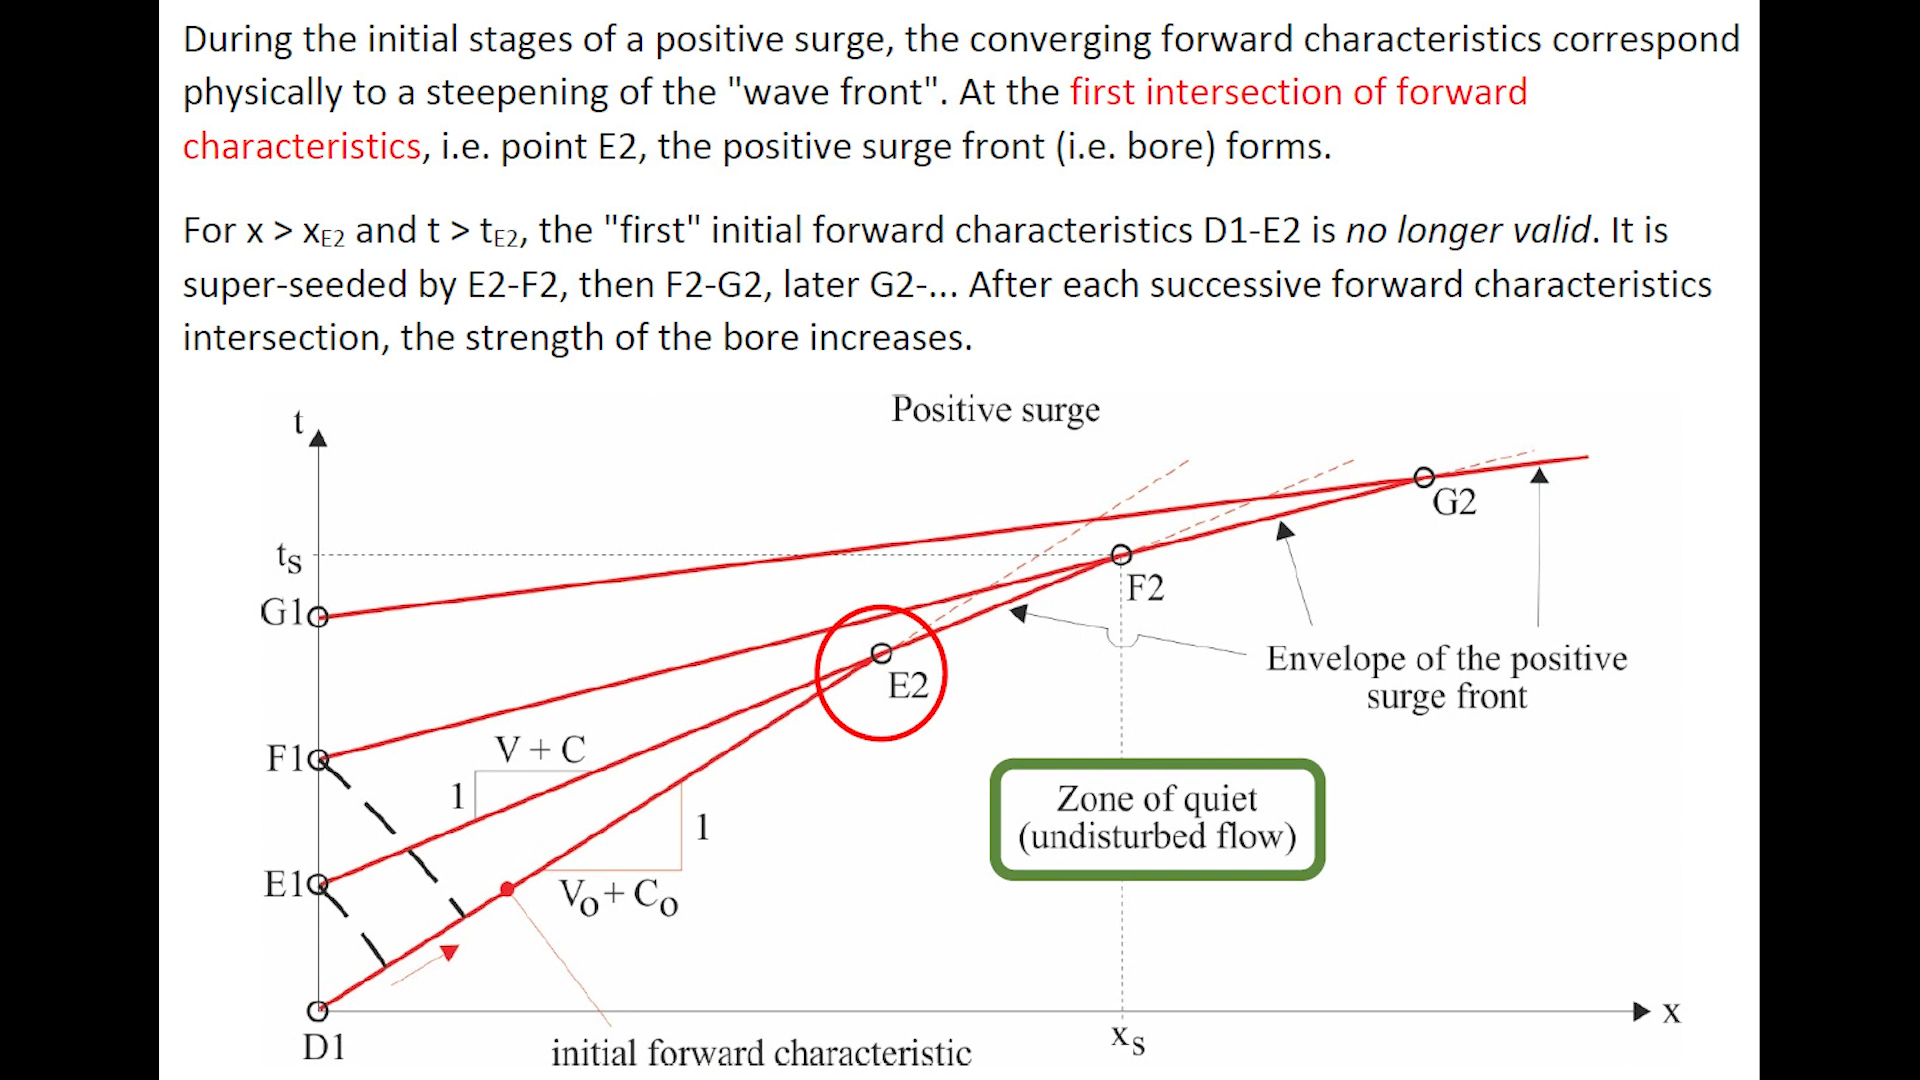 During the initial stages of a positive surge, the converging forward characteristics correspond
physically to a steepening of the "wave front". At the first intersection of forward
characteristics, i.e. point E2, the positive surge front (i.e. bore) forms.
For x > xE2 and t > tE2, the "first" initial forward characteristics D1-E2 is no longer valid. It is
super-seeded by E2-F2, then F2-G2, later G2-... After each successive forward characteristics
intersection, the strength of the bore increases.
Positive surge
t
G2
ts
F2
G1
E2
Envelope of the positive
surge front
F1
V + C
1
Zone of quiet
(undisturbed flow)
1
E1
Vo + Co
x
D1
xs
initial forward characteristic